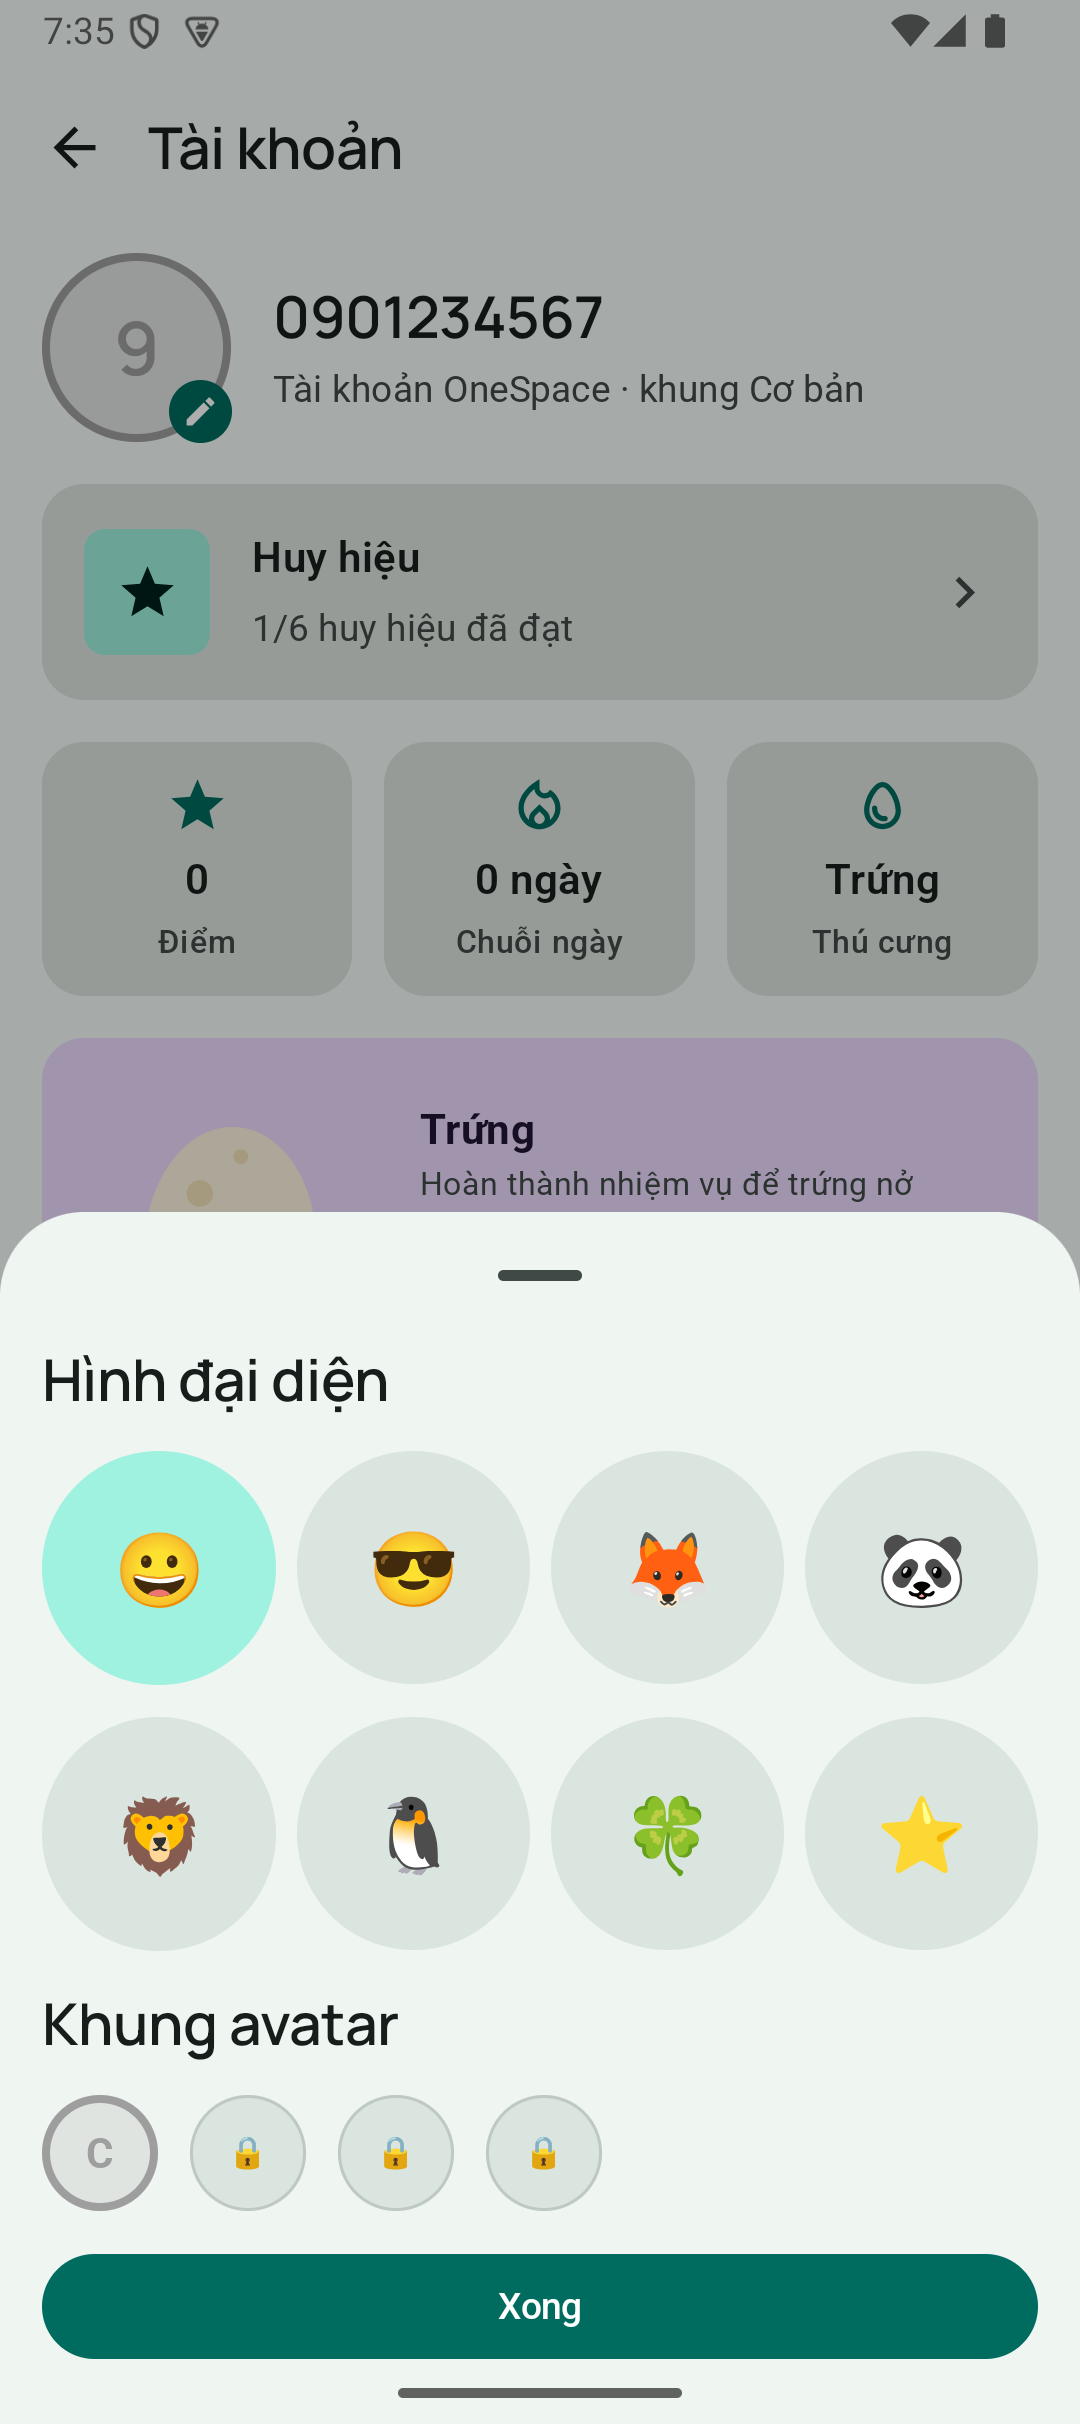 7:35
Tài khoản
9
0901234567
Tài khoản OneSpace · khung Cơ bản
Huy hiệu
1/6 huy hiệu đã đạt
0
Điểm
0 ngày
Chuỗi ngày
Trứng
Thú cưng
Trứng
Hoàn thành nhiệm vụ để trứng nở
Hình đại diện
Khung avatar
C
Xong